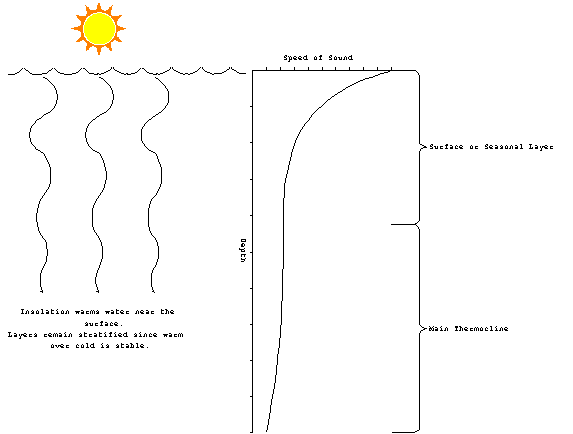 Speed of Sound
Surface or Seasonal Layer
Depth
Insolation warms water near the
surface.
Layers remain stratified since warm
over cold is stable.
Main Thermocline